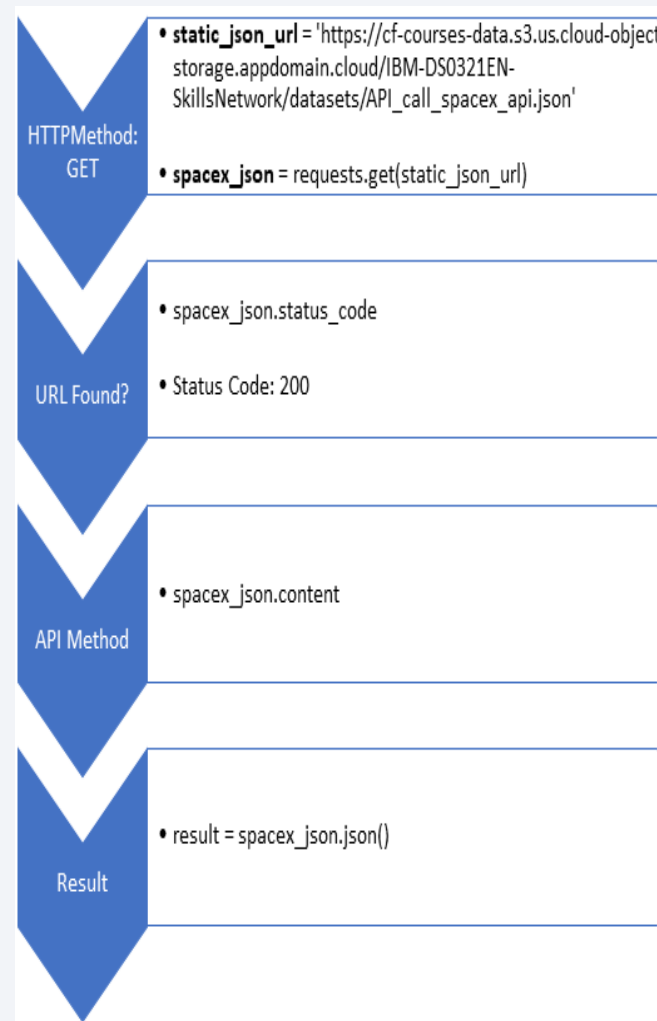 HTTPMethod:
GET
• static_json_url = 'https://cf-courses-data.s3.us.cloud-object
storage.appdomain.cloud/IBM-DS0321EN-
SkillsNetwork/datasets/API_call_spacex_api.json'
• spacex_json = requests.get(static_json_url)
URL Found?
• spacex_json.status_code
• Status Code: 200
API Method
• spacex_json.content
Result
• result = spacex_json.json()